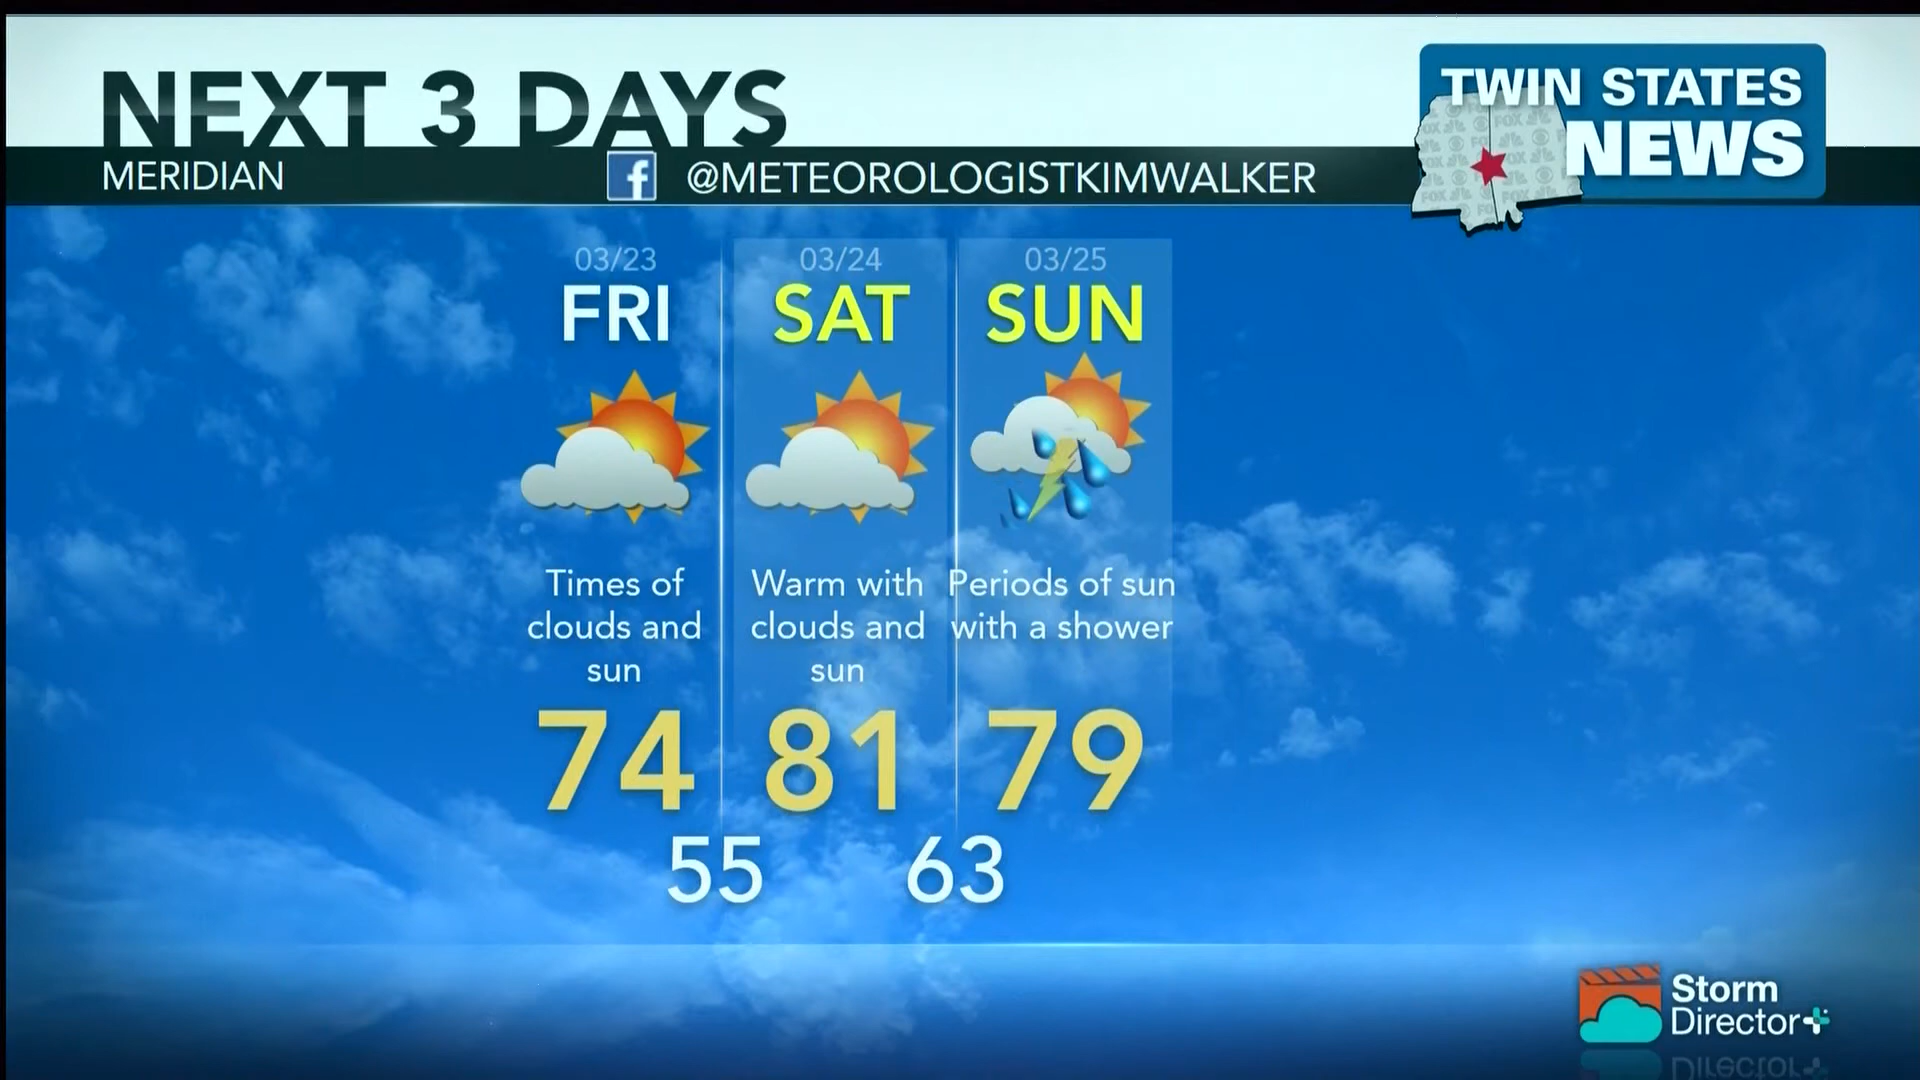 NEXT 3 DAYS
MERIDIAN
@METEOROLOGISTKIMWALKER
TWIN STATES
NEWS
03/23
FRI
Times of
clouds and
sun
74
03/24
SAT
Warm with
clouds and
sun
81
03/25
SUN
Periods of sun
with a shower
79
55
63
Storm
Director+